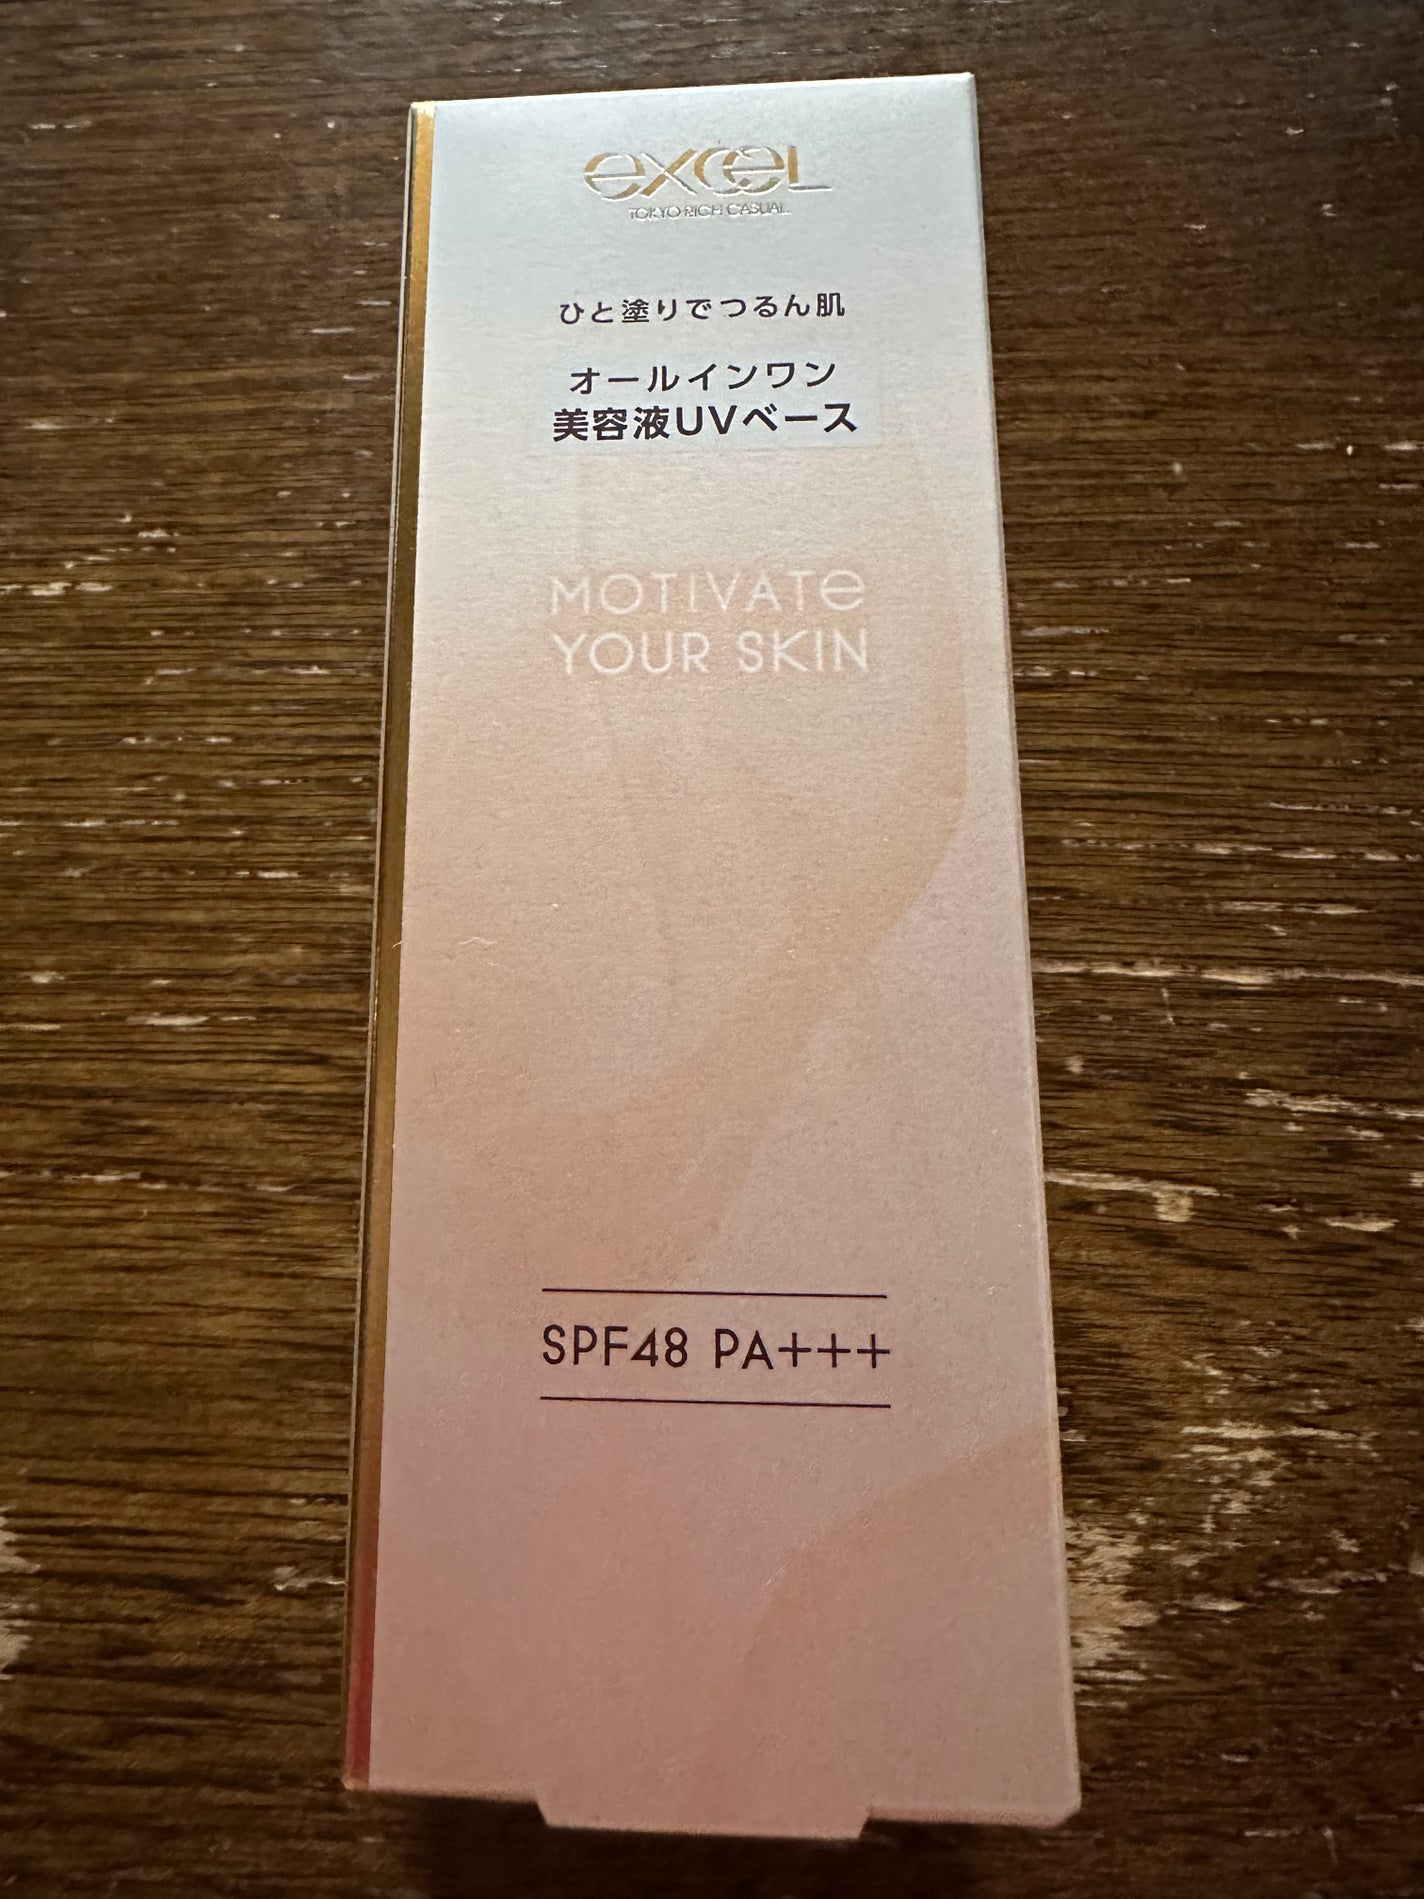 excel
TOKYO RICH CASUAL
ひと塗りでつるん肌
オールインワン
美容液UVベース
MOTIVATe
YOUR SKIN
SPF48 PA+++